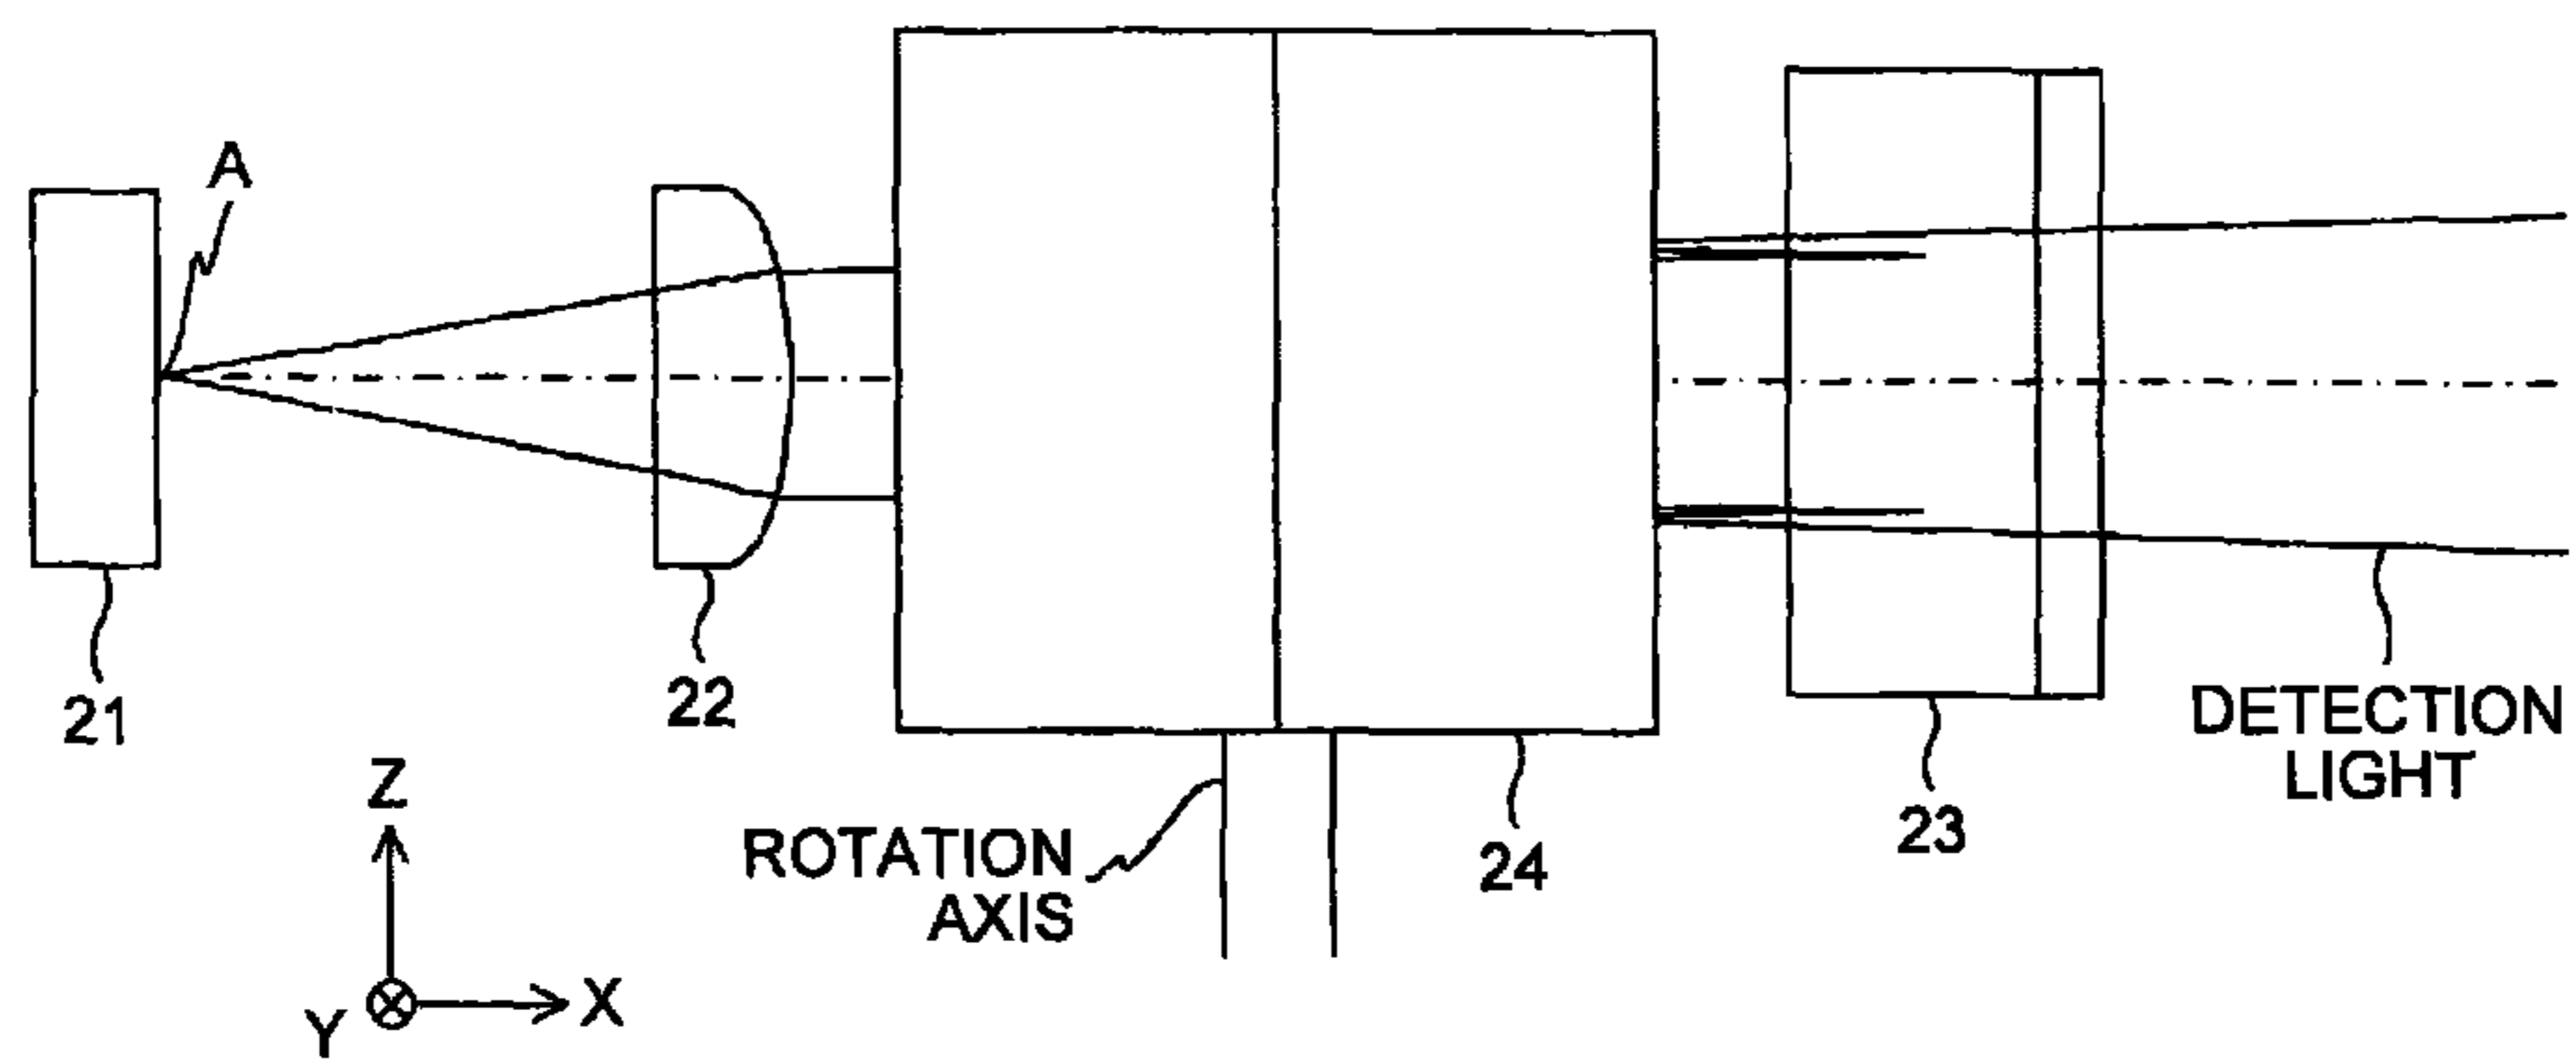 A
21
22
24
23
DETECTION
LIGHT
ROTATION
AXIS
Z
Y
X